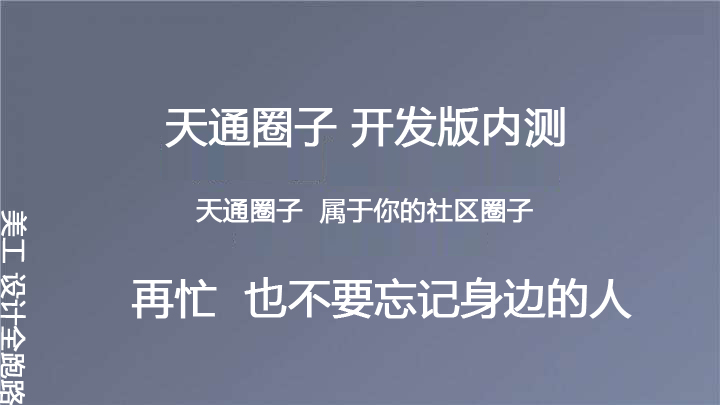 天通圈子 开发版内测
天通圈子 属于你的社区圈子
再忙 也不要忘记身边的人
美工 设计全跑路